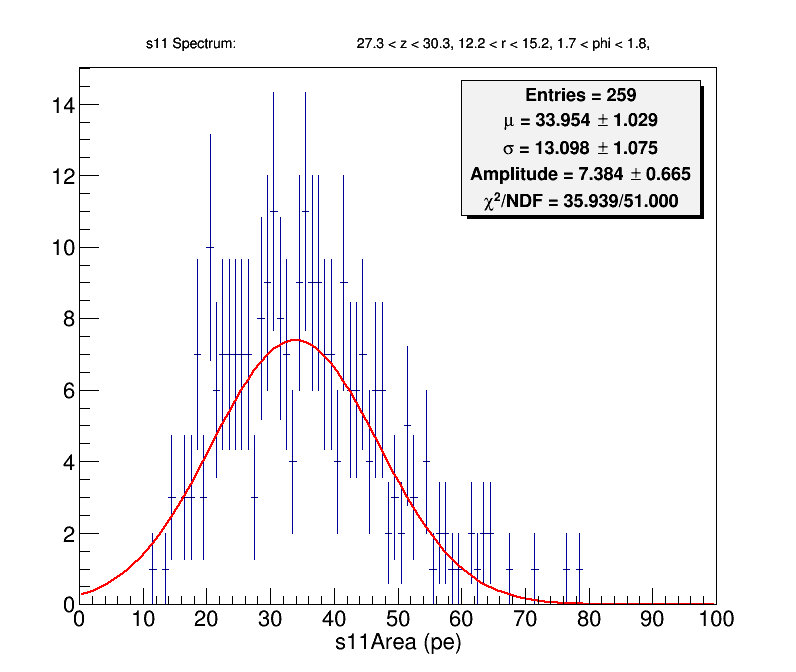 s11 Spectrum: 27.3 < z < 30.3, 12.2 < r < 15.2, 1.7 < phi < 1.8,
Entries = 259
μ = 33.954 ± 1.029
σ = 13.098 ± 1.075
Amplitude = 7.384 ± 0.665
χ²/NDF = 35.939/51.000
14
12
10
8
6
4
2
0
0 10 20 30 40 50 60 70 80 90 100
s11Area (pe)